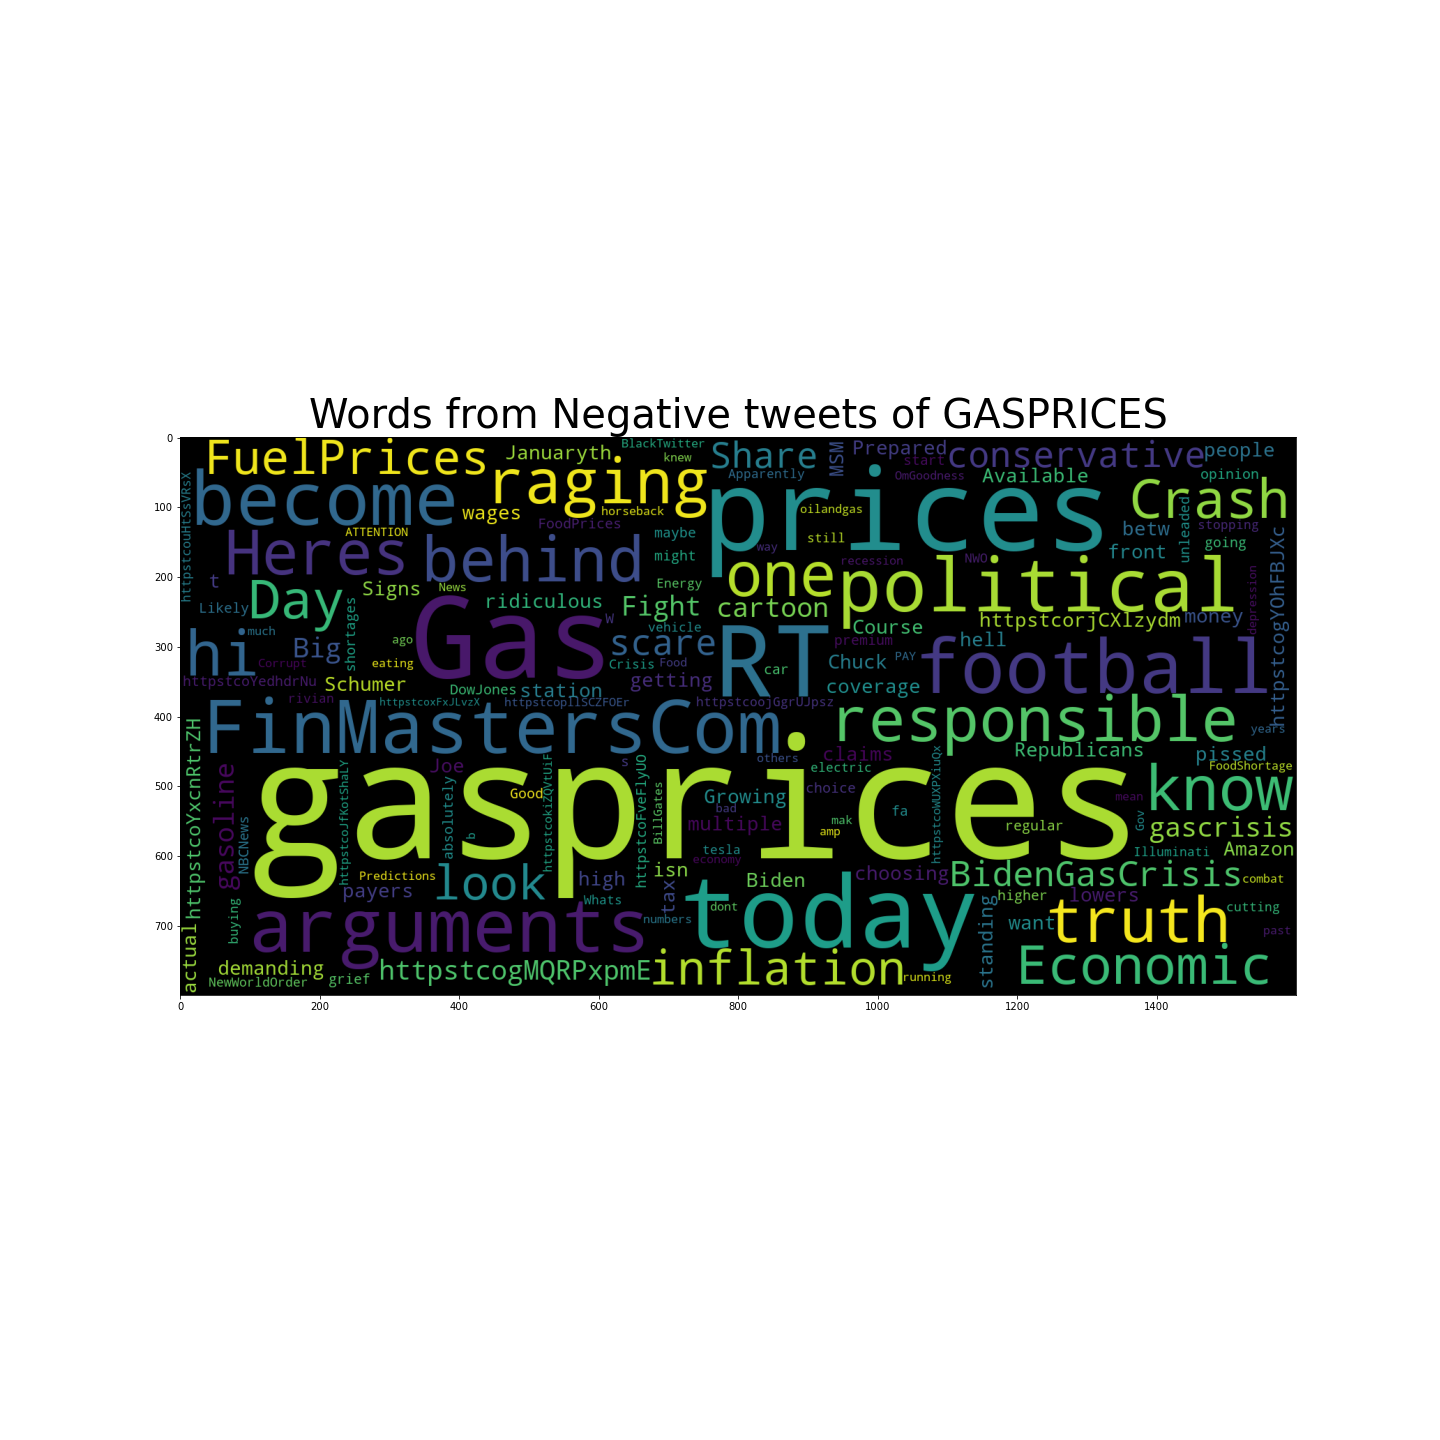 Words from Negative tweets of GASPRICES
0
100
200
300
400
500
600
700
0 200 400 600 800 1000 1200 1400
FuelPrices
Januaryth
BlackTwitter
knew
Share
MSM
Prepared
start
conservative
people
Apparently
OmGoodness
Available
opinion
httpstcouHtSsVRsX
become
raging
wages
horseback
prices
oilandgas
Crash
ATTENTION
FoodPrices
maybe
still
betw
unleaded
stopping
Heres
behind
might
way
recession
NWO
front
going
httpstcogYOhFBJXc
t
Day
Signs
News
Energy
one
political
depression
Likely
much
shortages
ridiculous
Fight
cartoon
Gas
W
vehicle
Course
httpstcorjCXlzydm
money
hi
Big
ago
scare
RT
premium
hell
Corrupt
eating
Crisis
Food
car
Chuck
PAY
football
httpstcoYedhdrNu
Schumer
DowJones
station
getting
coverage
rivian
httpstcoxFxJLvzX
httpstcopI1SCZFOEr
httpstcoojGgrUJpsz
FinMastersCom
responsible
years
httpstcoYxcnRtrZH
Joe
s
others
claims
Republicans
pissed
electric
FoodShortage
gasprices
gasoline
NBCNews
httpstcoJfKotShaLY
absolutely
b
Good
httpstcokiZQVtUiF
httpstcoFveFlyUO
BillGates
Growing
bad
choice
multiple
mak
amp
fa
httpstcoWUXPXiuQx
regular
mean
Gov
know
gascrisis
tesla
economy
Illuminati
Amazon
Predictions
look
isn
Biden
choosing
BidenGasCrisis
combat
payers
high
tax
Whats
dont
today
higher
lowers
cutting
actual
buying
arguments
numbers
standing
want
truth
past
demanding
grief
httpstcogMQRPxpmE
inflation
running
Economic
NewWorldOrder